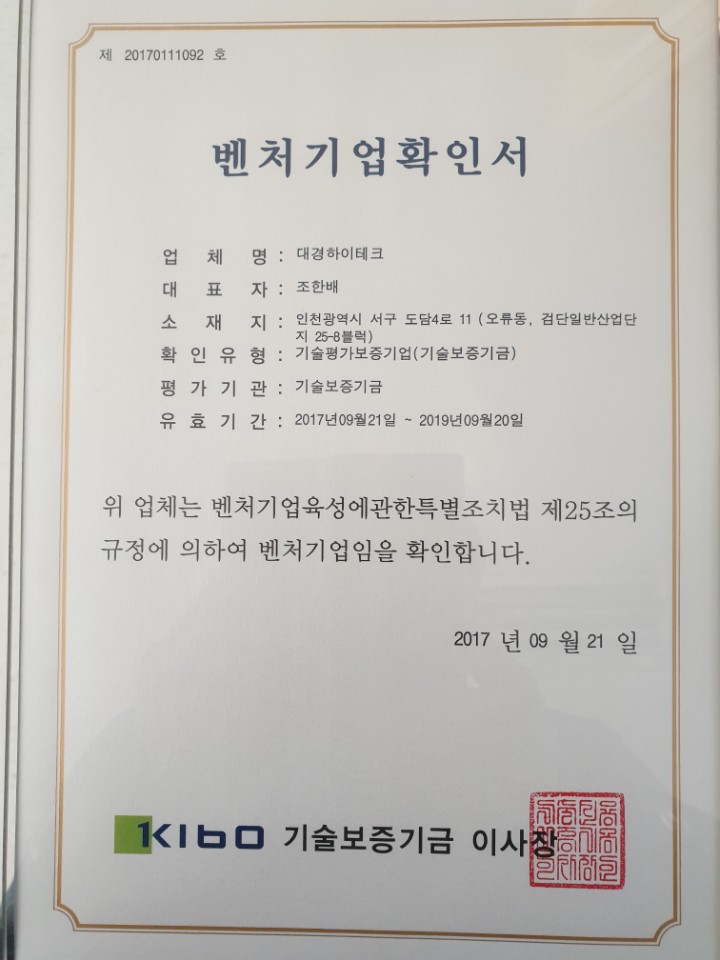 제 20170111092 호
벤처기업확인서
업 체 명 : 대경하이테크
대 표 자 : 조한배
소 재 지 : 인천광역시 서구 도담4로 11 (오류동, 검단일반산업단
지 25-8블럭)
확 인 유 형 : 기술평가보증기업(기술보증기금)
평 가 기 관 : 기술보증기금
유 효 기 간 : 2017년09월21일 ~ 2019년09월20일
위 업체는 벤처기업육성에관한특별조치법 제25조의
규정에 의하여 벤처기업임을 확인합니다.
2017 년 09 월 21 일
KIBO 기술보증기금 이사장